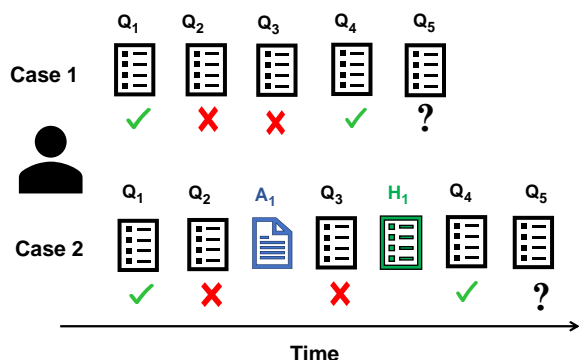 Q1 Q2 Q3 Q4 Q5
Case 1
?
Q1 Q2 A1 Q3 H1 Q4 Q5
Case 2
?
Time